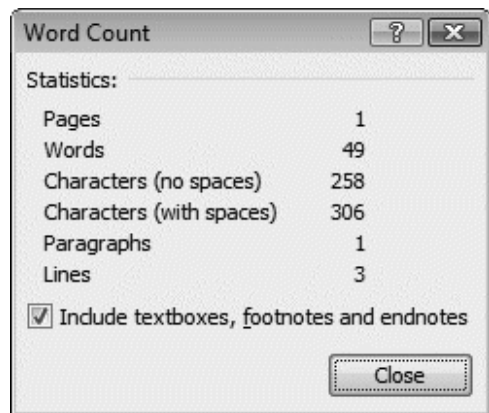 Word Count
Statistics:
Pages 1
Words 49
Characters (no spaces) 258
Characters (with spaces) 306
Paragraphs 1
Lines 3
Include textboxes, footnotes and endnotes
Close